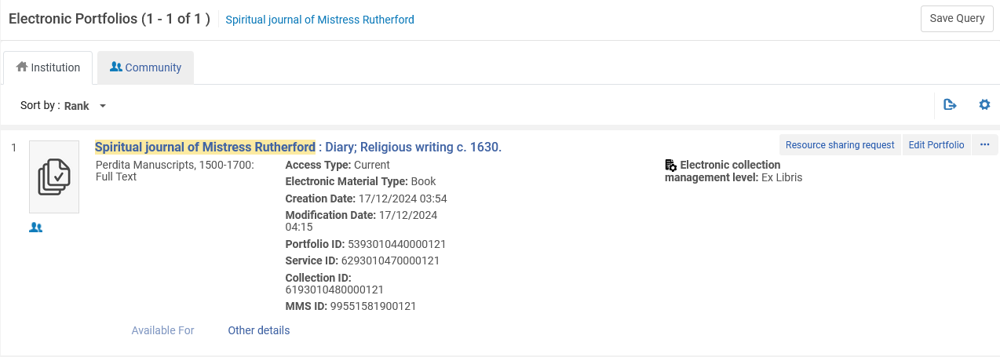 Electronic Portfolios (1 - 1 of 1 )
Spiritual journal of Mistress Rutherford
Save Query
Institution
Community
Sort by : Rank
1
Spiritual journal of Mistress Rutherford : Diary; Religious writing c. 1630.
Resource sharing request
Edit Portfolio
Perdita Manuscripts, 1500-1700:
Full Text
Access Type: Current
Electronic Material Type: Book
Creation Date: 17/12/2024 03:54
Modification Date: 17/12/2024
04:15
Portfolio ID: 5393010440000121
Service ID: 6293010470000121
Collection ID:
6193010480000121
MMS ID: 99551581900121
Electronic collection
management level: Ex Libris
Available For
Other details